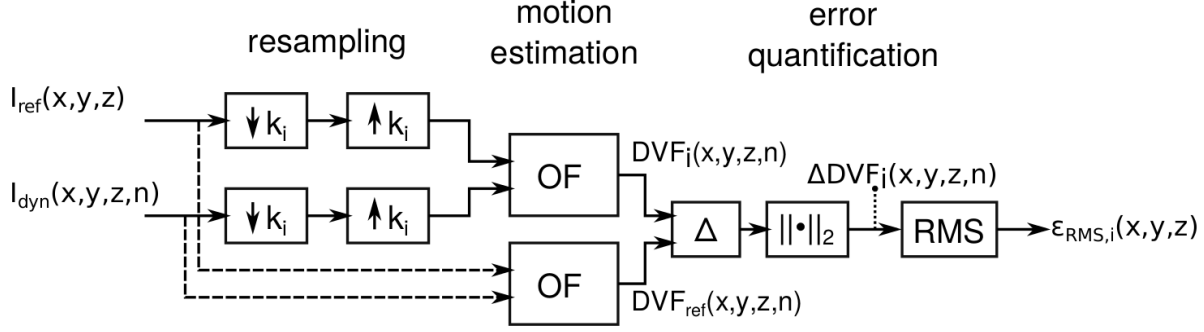 resampling
motion
estimation
error
quantification
I_ref(x,y,z)
↓ k_i
↑ k_i
I_dyn(x,y,z,n)
↓ k_i
↑ k_i
OF
DVF_i(x,y,z,n)
OF
DVF_ref(x,y,z,n)
Δ
||•||_2
ΔDVF_i(x,y,z,n)
RMS
ε_RMS,i(x,y,z)